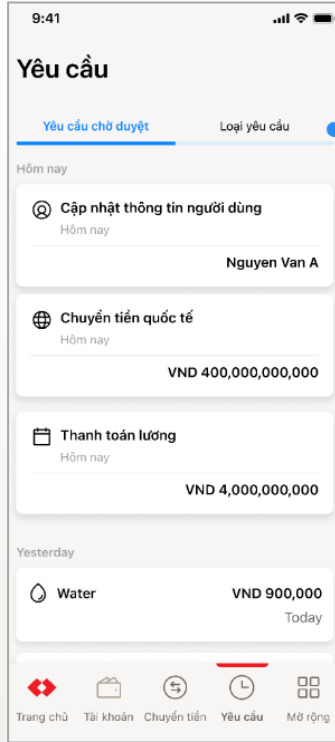 9:41
Yêu cầu
Yêu cầu chờ duyệt Loại yêu cầu
Hôm nay
Cập nhật thông tin người dùng
Hôm nay
Nguyen Van A
Chuyển tiền quốc tế
Hôm nay
VND 400,000,000,000
Thanh toán lương
Hôm nay
VND 4,000,000,000
Yesterday
Water VND 900,000
Today
Trang chủ Tài khoản Chuyển tiền Yêu cầu Mở rộng